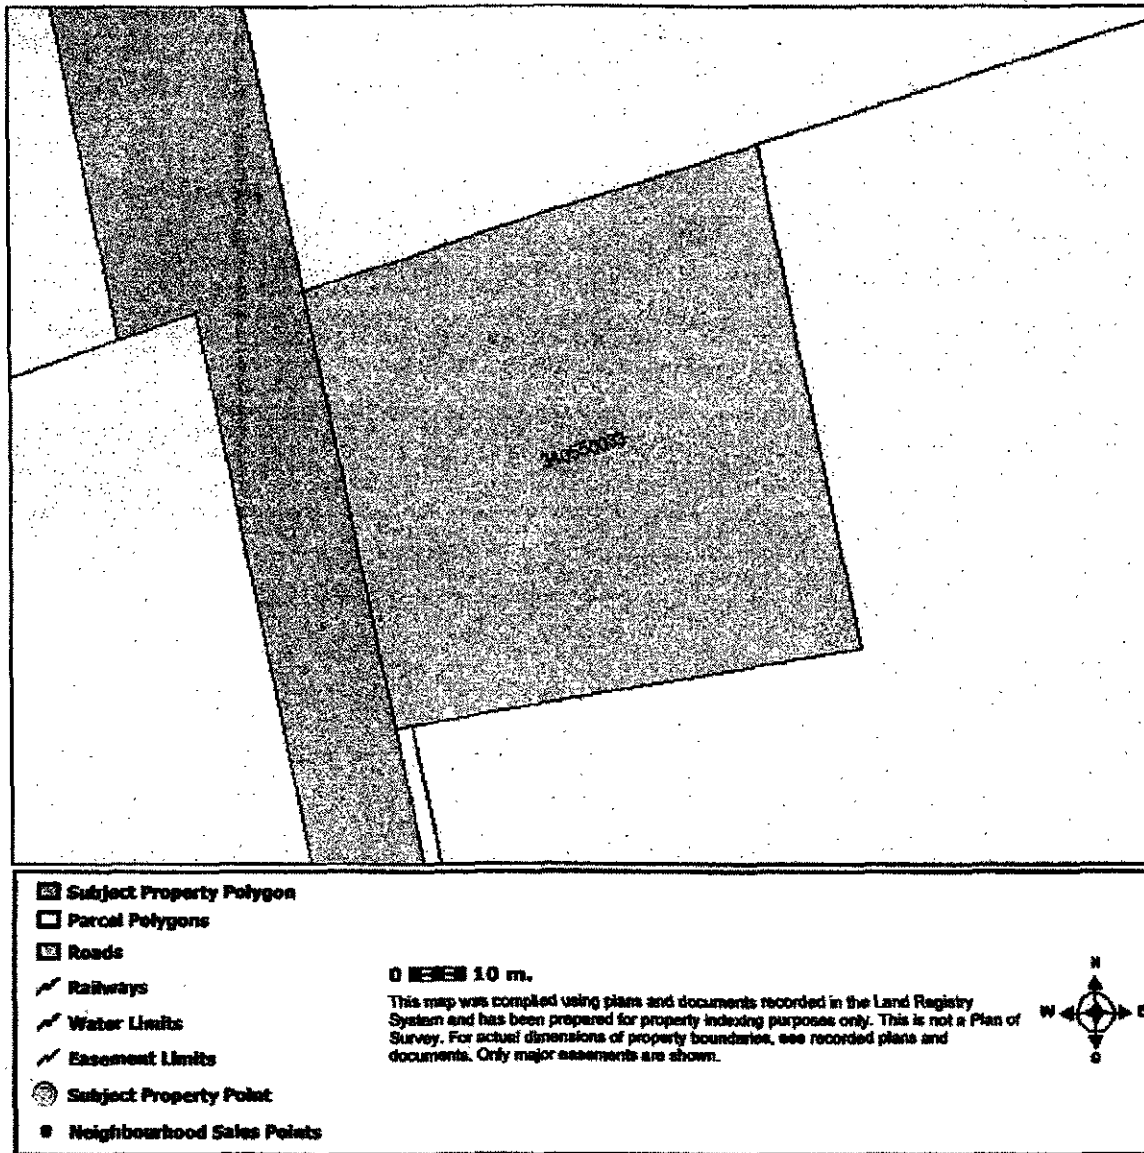 Subject Property Polygon
Parcel Polygons
Roads
Railways
Water Limits
Easement Limits
Subject Property Point
Neighbourhood Sales Points
0 10 m.
This map was compiled using plans and documents recorded in the Land Registry
System and has been prepared for property indexing purposes only. This is not a Plan of
Survey. For actual dimensions of property boundaries, see recorded plans and
documents. Only major easements are shown.
N
W E
S